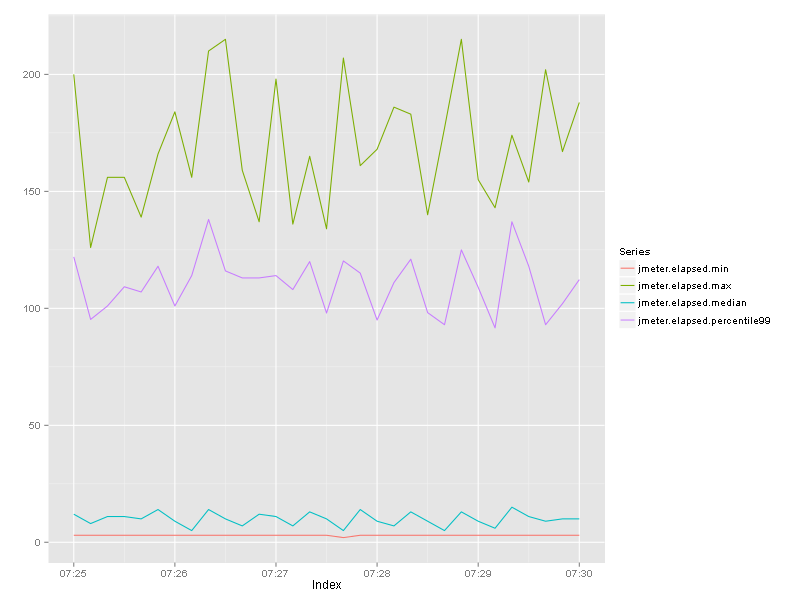 200
150
100
50
0
07:25 07:26 07:27 07:28 07:29 07:30
Index
Series
jmeter.elapsed.min
jmeter.elapsed.max
jmeter.elapsed.median
jmeter.elapsed.percentile99